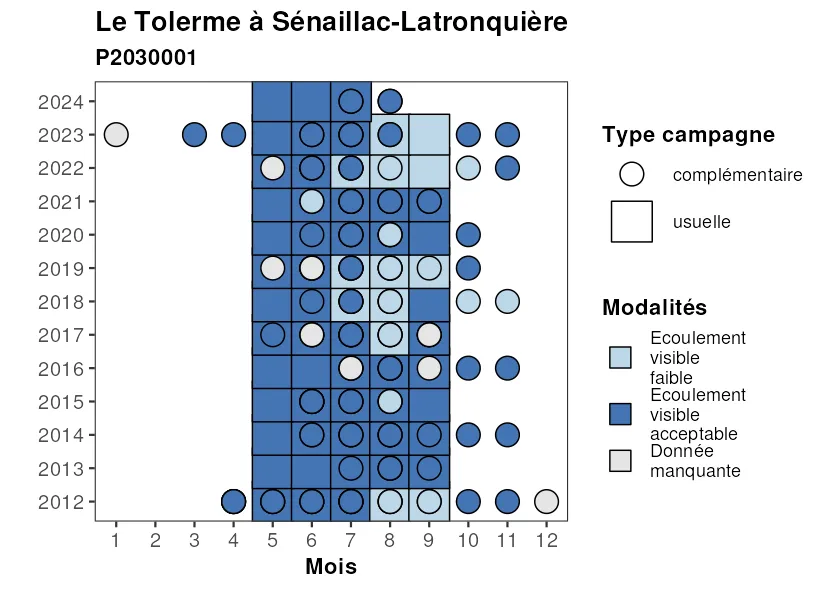 Le Tolerme à Sénaillac-Latronquière
P2030001
2024
2023
2022
2021
2020
2019
2018
2017
2016
2015
2014
2013
2012
1 2 3 4 5 6 7 8 9 10 11 12
Mois
Type campagne
complémentaire
usuelle
Modalités
Ecoulement
visible
faible
Ecoulement
visible
acceptable
Donnée
manquante